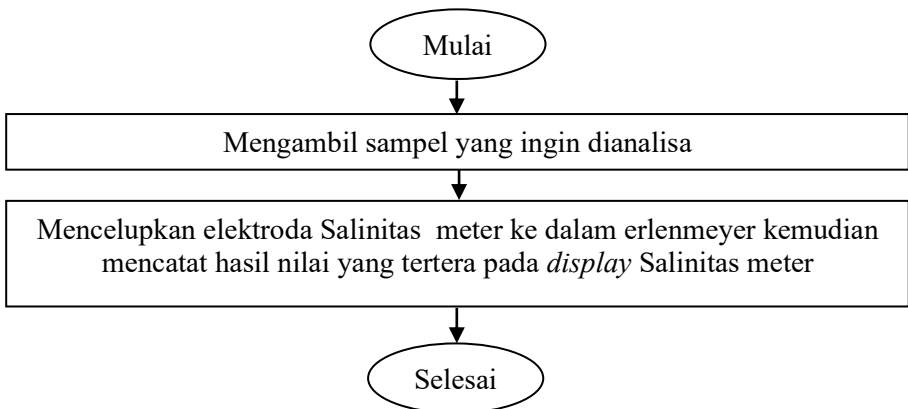 Mulai
Mengambil sampel yang ingin dianalisa
Mencelupkan elektroda Salinitas meter ke dalam erlenmeyer kemudian
mencatat hasil nilai yang tertera pada display Salinitas meter
Selesai